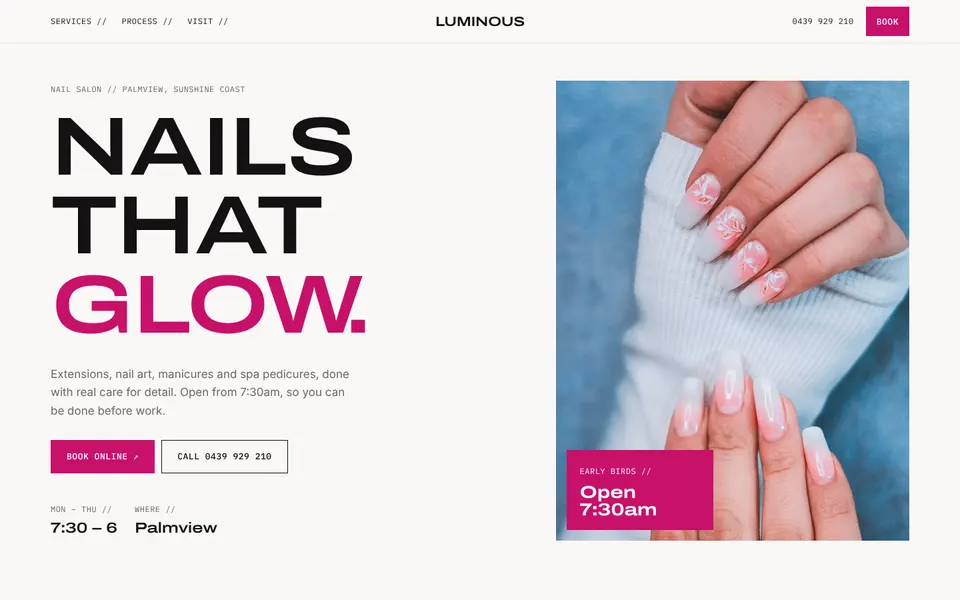 SERVICES // PROCESS // VISIT //
LUMINOUS
0439 929 210
BOOK
NAIL SALON // PALMVIEW, SUNSHINE COAST
NAILS
THAT
GLOW.
Extensions, nail art, manicures and spa pedicures, done
with real care for detail. Open from 7:30am, so you can
be done before work.
BOOK ONLINE ↗
CALL 0439 929 210
MON – THU //
7:30 – 6
WHERE //
Palmview
EARLY BIRDS //
Open
7:30am